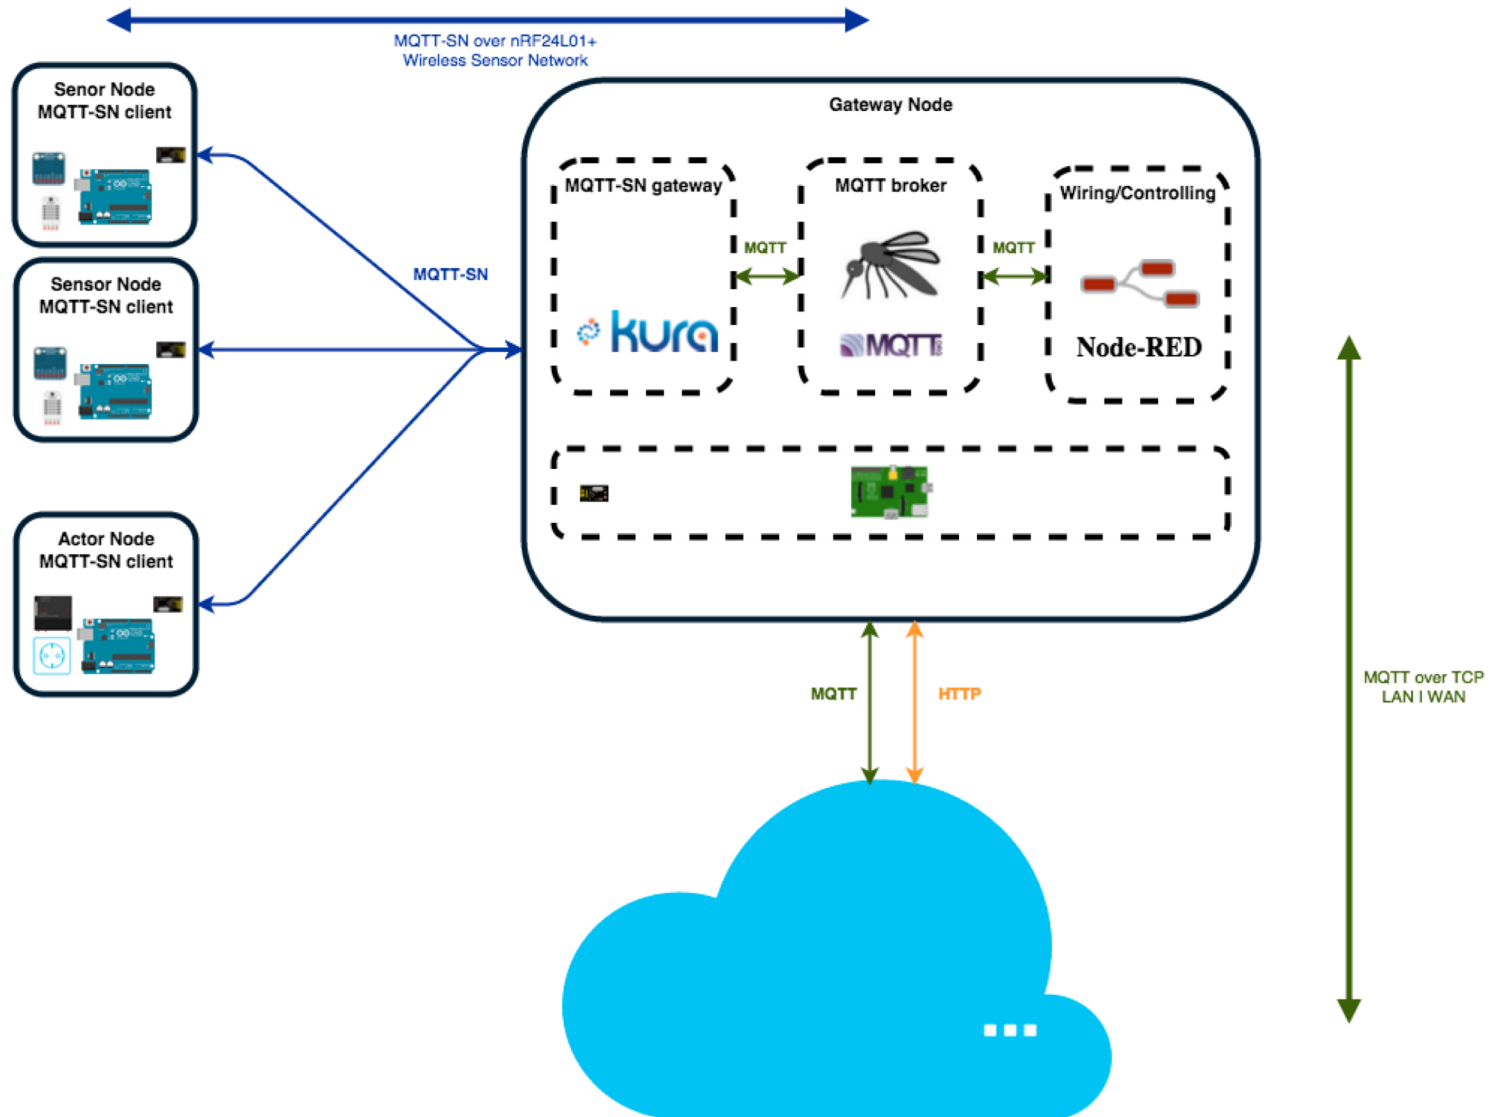 MQTT-SN over nRF24L01+
Wireless Sensor Network
Senor Node
MQTT-SN client
Sensor Node
MQTT-SN client
Actor Node
MQTT-SN client
MQTT-SN
Gateway Node
MQTT-SN gateway
kura
MQTT
MQTT broker
MQTT
MQTT
Wiring/Controlling
Node-RED
MQTT
HTTP
MQTT over TCP
LAN I WAN